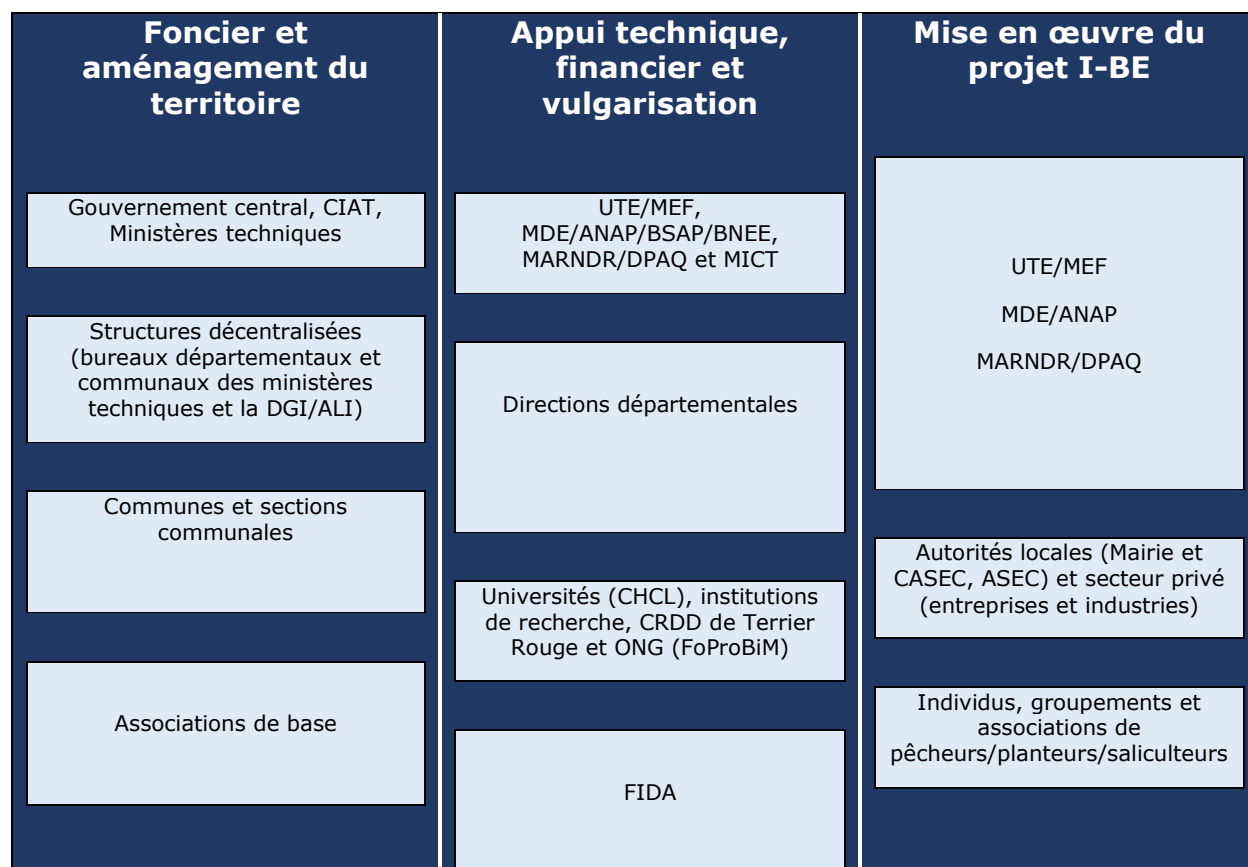 Foncier et
aménagement du
territoire
Gouvernement central, CIAT,
Ministères techniques
Structures décentralisées
(bureaux départementaux et
communaux des ministères
techniques et la DGI/ALI)
Communes et sections
communales
Associations de base
Appui technique,
financier et
vulgarisation
UTE/MEF,
MDE/ANAP/BSAP/BNEE,
MARNDR/DPAQ et MICT
Directions départementales
Universités (CHCL), institutions
de recherche, CRDD de Terrier
Rouge et ONG (FoProBiM)
FIDA
Mise en œuvre du
projet I-BE
UTE/MEF
MDE/ANAP
MARNDR/DPAQ
Autorités locales (Mairie et
CASEC, ASEC) et secteur privé
(entreprises et industries)
Individus, groupements et
associations de
pêcheurs/planteurs/saliculteurs